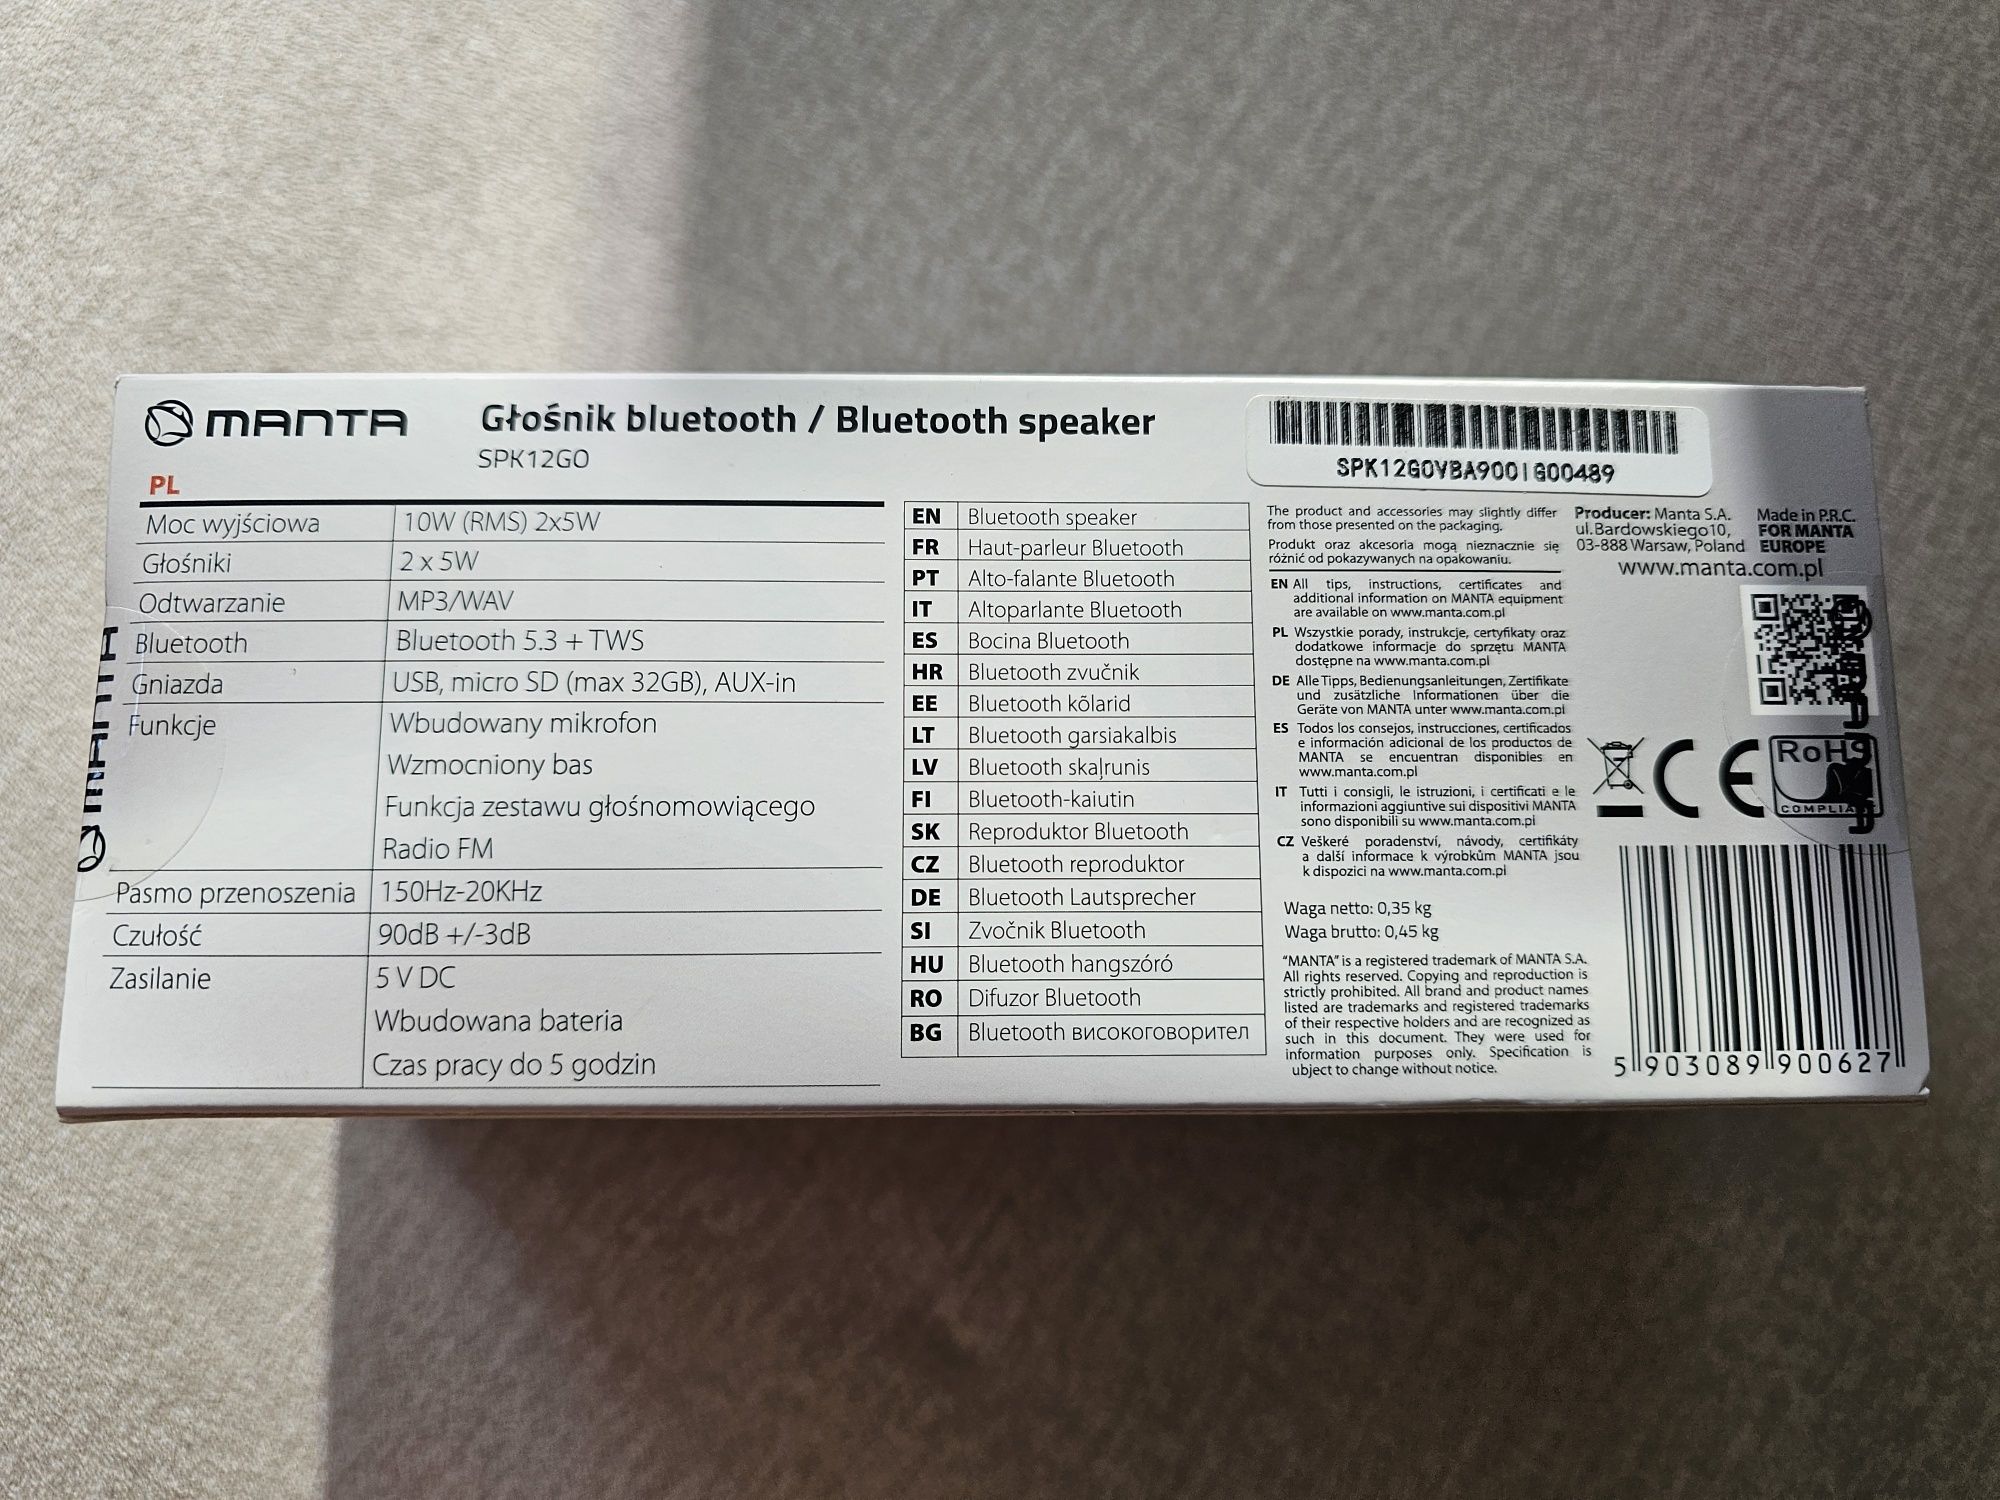 MANTA
Głośnik bluetooth / Bluetooth speaker
SPK12GO
SPK12GOVBA9001G00489
PL
Moc wyjściowa 10W (RMS) 2x5W
Głośniki 2 x 5W
Odtwarzanie MP3/WAV
Bluetooth Bluetooth 5.3 + TWS
Gniazda USB, micro SD (max 32GB), AUX-in
Funkcje Wbudowany mikrofon
Wzmocniony bas
Funkcja zestawu głośnomowiącego
Radio FM
Pasmo przenoszenia 150Hz-20KHz
Czułość 90dB +/-3dB
Zasilanie 5 V DC
Wbudowana bateria
Czas pracy do 5 godzin
MANTA
EN Bluetooth speaker
FR Haut-parleur Bluetooth
PT Alto-falante Bluetooth
IT Altoparlante Bluetooth
ES Bocina Bluetooth
HR Bluetooth zvučnik
EE Bluetooth kõlarid
LT Bluetooth garsiakalbis
LV Bluetooth skaļrunis
FI Bluetooth-kaiutin
SK Reproduktor Bluetooth
CZ Bluetooth reproduktor
DE Bluetooth Lautsprecher
SI Zvočnik Bluetooth
HU Bluetooth hangszóró
RO Difuzor Bluetooth
BG Bluetooth високоговорител
The product and accessories may slightly differ
from those presented on the packaging.
Produkt oraz akcesoria mogą nieznacznie się
różnić od pokazywanych na opakowaniu.
EN All tips, instructions, certificates and
additional information on MANTA equipment
are available on www.manta.com.pl
PL Wszystkie porady, instrukcje, certyfikaty oraz
dodatkowe informacje do sprzętu MANTA
dostępne na www.manta.com.pl
DE Alle Tipps, Bedienungsanleitungen, Zertifikate
und zusätzliche Informationen über die
Geräte von MANTA unter www.manta.com.pl
ES Todos los consejos, instrucciones, certificados
e información adicional de los productos de
MANTA se encuentran disponibles en
www.manta.com.pl
IT Tutti i consigli, le istruzioni, i certificati e le
informazioni aggiuntive sui dispositivi MANTA
sono disponibili su www.manta.com.pl
CZ Veškeré poradenství, návody, certifikáty
a další informace k výrobkům MANTA jsou
k dispozici na www.manta.com.pl
Waga netto: 0,35 kg
Waga brutto: 0,45 kg
"MANTA" is a registered trademark of MANTA S.A.
All rights reserved. Copying and reproduction is
strictly prohibited. All brand and product names
listed are trademarks and registered trademarks
of their respective holders and are recognized as
such in this document. They were used for
information purposes only. Specification is
ubject to change without notice.
Producer: Manta S.A.
ul.Bardowskiego10,
03-888 Warsaw, Poland
Made in P.R.C.
FOR MANTA
EUROPE
www.manta.com.pl
CE
RoHS
COMPLIANT
5 903089 900627